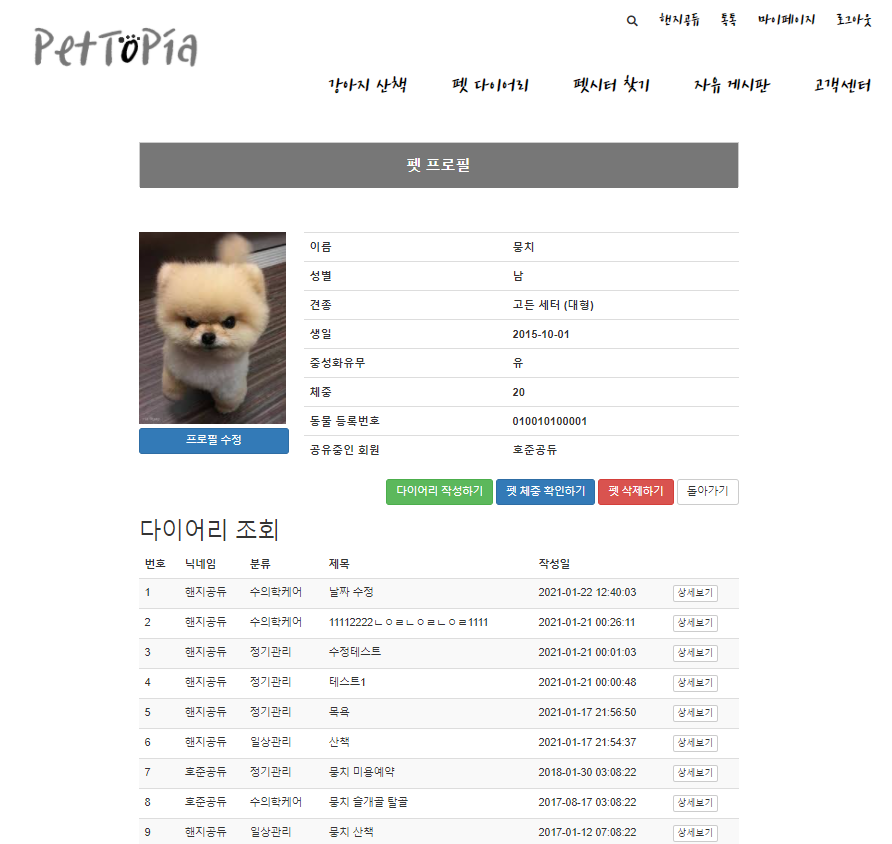 핸지공듀 톡톡 마이페이지 로그아웃
PetToPia
강아지 산책 펫 다이어리 펫시터 찾기 자유 게시판 고객센터
펫 프로필
이름 뭉치
성별 남
견종 고든 세터 (대형)
생일 2015-10-01
중성화유무 유
체중 20
동물 등록번호 010010100001
공유중인 회원 호준공듀
프로필 수정
다이어리 작성하기 펫 체중 확인하기 펫 삭제하기 돌아가기
다이어리 조회
번호 닉네임 분류 제목 작성일
1 핸지공듀 수의학케어 날짜 수정 2021-01-22 12:40:03 상세보기
2 핸지공듀 수의학케어 11112222ㄴㅇㄹㄴㅇㄹㄴㅇㄹ1111 2021-01-21 00:26:11 상세보기
3 핸지공듀 정기관리 수정테스트 2021-01-21 00:01:03 상세보기
4 핸지공듀 정기관리 테스트1 2021-01-21 00:00:48 상세보기
5 핸지공듀 정기관리 목욕 2021-01-17 21:56:50 상세보기
6 핸지공듀 일상관리 산책 2021-01-17 21:54:37 상세보기
7 호준공듀 정기관리 뭉치 미용예약 2018-01-30 03:08:22 상세보기
8 호준공듀 수의학케어 뭉치 슬개골 탈골 2017-08-17 03:08:22 상세보기
9 핸지공듀 일상관리 뭉치 산책 2017-01-12 07:08:22 상세보기